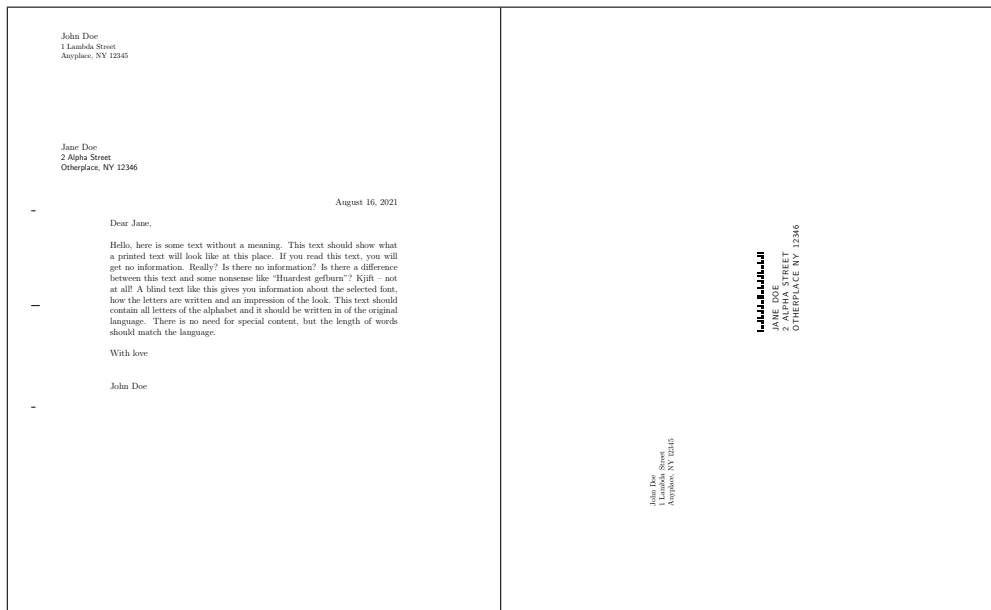 John Doe
1 Lambda Street
Anyplace, NY 12345
Jane Doe
2 Alpha Street
Otherplace, NY 12346
August 16, 2021
Dear Jane,
Hello, here is some text without a meaning. This text should show what
a printed text will look like at this place. If you read this text, you will
get no information. Really? Is there no information? Is there a difference
between this text and some nonsense like “Huardest gefburn”? Kjift – not
at all! A blind text like this gives you information about the selected font,
how the letters are written and an impression of the look. This text should
contain all letters of the alphabet and it should be written in of the original
language. There is no need for special content, but the length of words
should match the language.
With love
John Doe
JANE DOE
2 ALPHA STREET
OTHERPLACE NY 12346
John Doe
1 Lambda Street
Anyplace, NY 12345